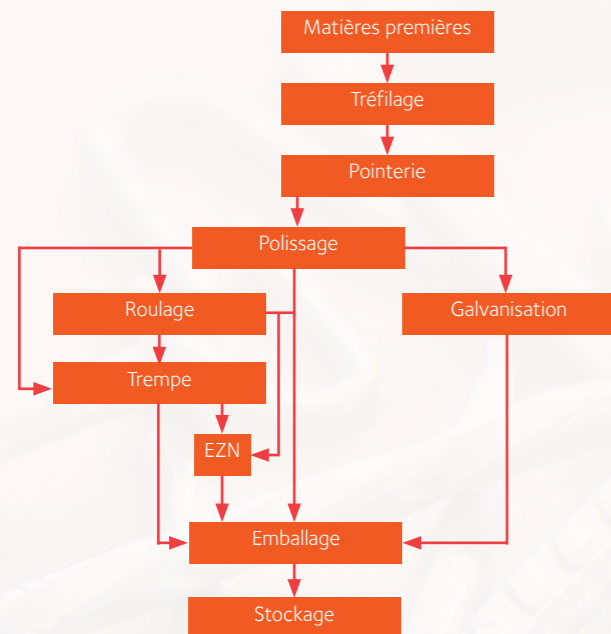 Matières premières
Tréfilage
Pointerie
Polissage
Roulage
Galvanisation
Trempe
EZN
Emballage
Stockage